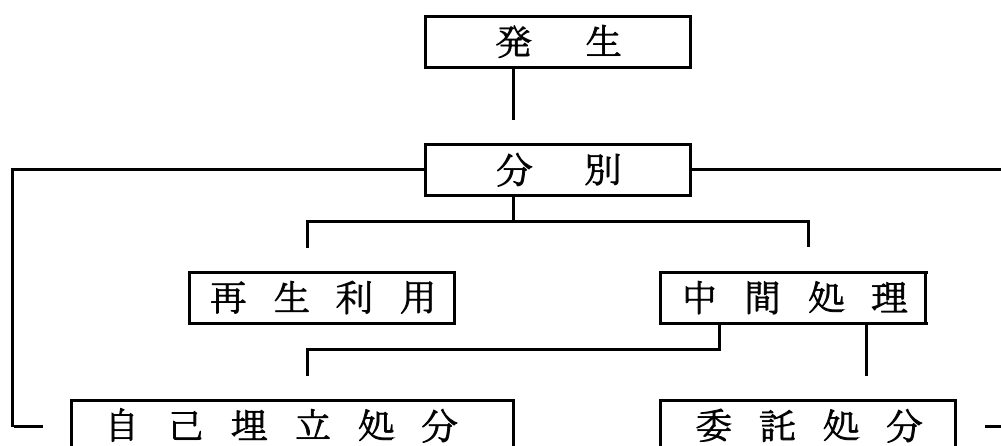 発生
分別
再生利用 中間処理
自己埋立処分 委託処分